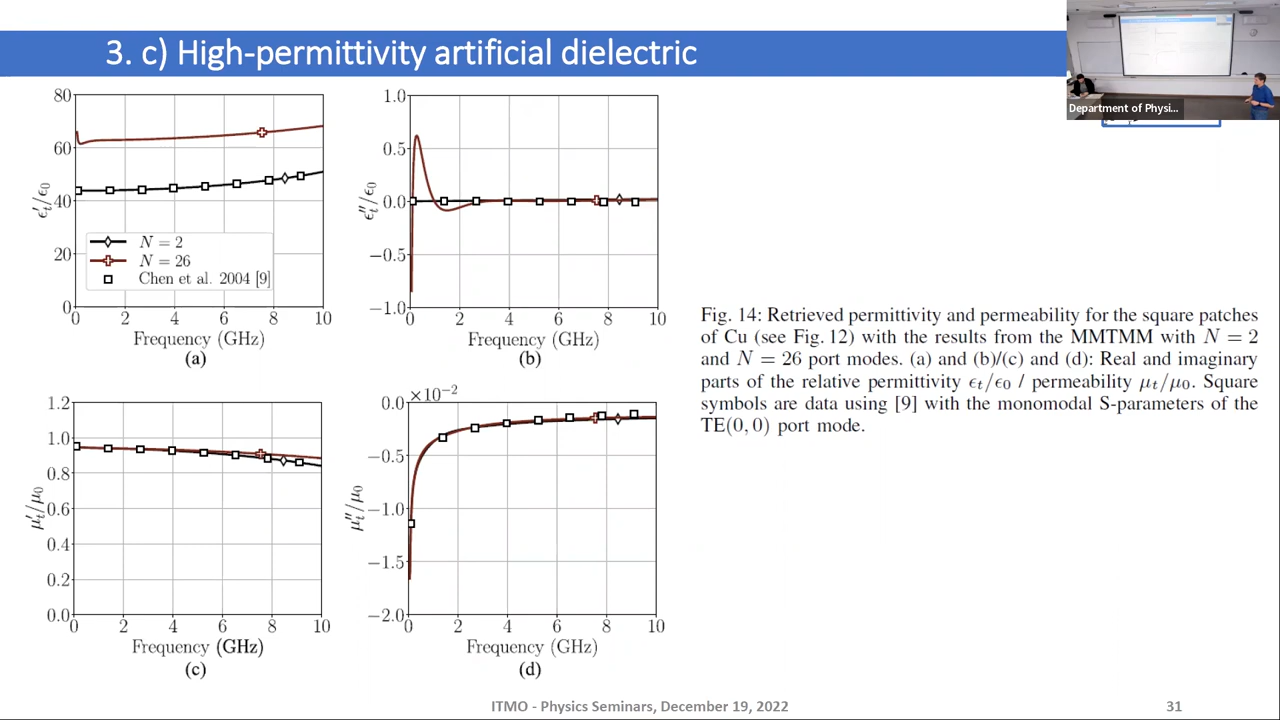 3. c) High-permittivity artificial dielectric
Department of Physi...
80
60
40
20
0
0 2 4 6 8 10
ϵ′t/ϵ0
N = 2
N = 26
Chen et al. 2004 [9]
Frequency (GHz)
(a)
1.0
0.5
0.0
−0.5
−1.0
0 2 4 6 8 10
ϵ″t/ϵ0
Frequency (GHz)
(b)
1.2
1.0
0.8
0.6
0.4
0.2
0.0
0 2 4 6 8 10
μ′t/μ0
Frequency (GHz)
(c)
×10−2
0.0
−0.5
−1.0
−1.5
−2.0
0 2 4 6 8 10
μ″t/μ0
Frequency (GHz)
(d)
Fig. 14: Retrieved permittivity and permeability for the square patches
of Cu (see Fig. 12) with the results from the MMTMM with N = 2
and N = 26 port modes. (a) and (b)/(c) and (d): Real and imaginary
parts of the relative permittivity ϵt/ϵ0 / permeability μt/μ0. Square
symbols are data using [9] with the monomodal S-parameters of the
TE(0, 0) port mode.
ITMO - Physics Seminars, December 19, 2022
31